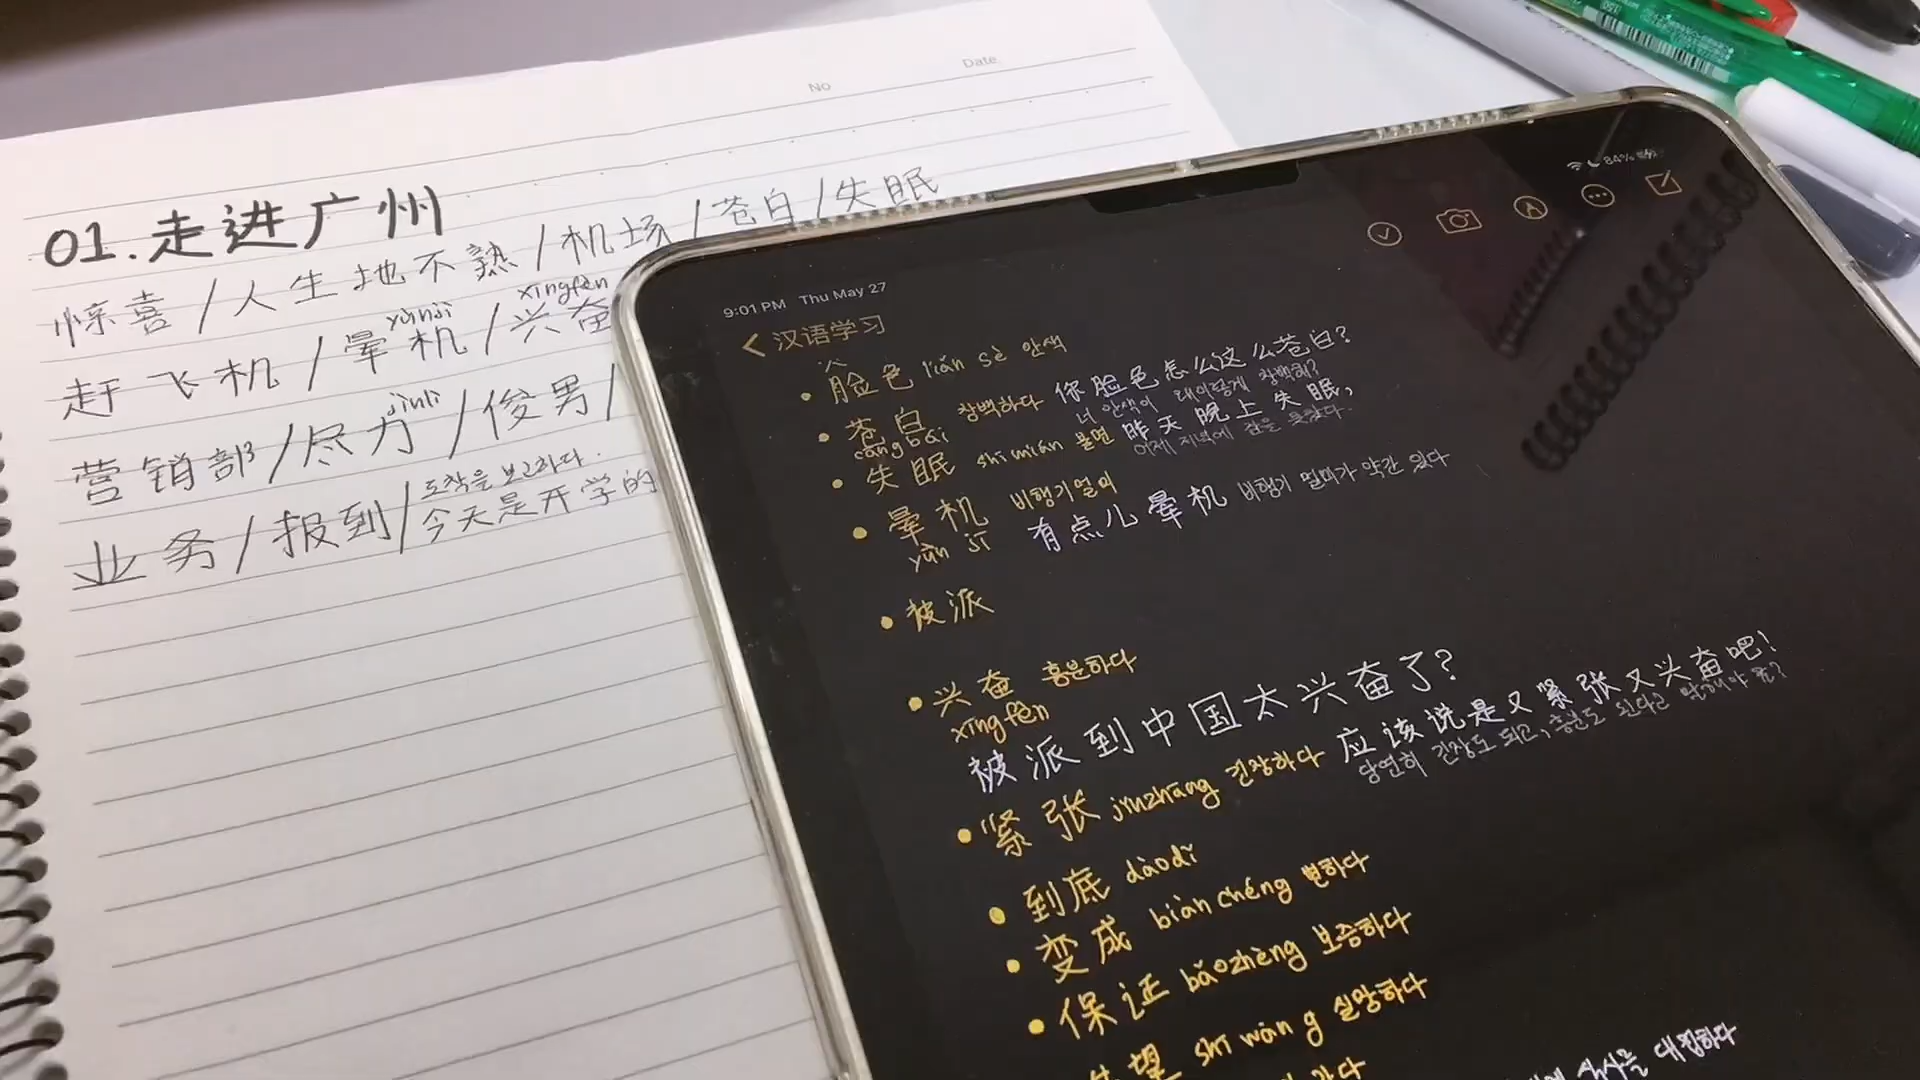 No
Date
01.走进广州
惊喜/人生地不熟/机场/苍白/失眠
yùnjī xīngfèn
赶飞机/晕机/兴奋
jìnlì
营销部/尽力/俊男/
도착을 보고하다.
业务/报到/今天是开学的
9:01 PM Thu May 27
84%
汉语学习
脸色 liǎn sè 안색
苍白 창백하다 你脸色怎么这么苍白?
cāng bái 너 안색이 왜이렇게 창백해?
失眠 shī mián 불면 昨天晚上失眠,
어제 저녁에 잠을 못잤다.
晕机 비행기멀미
yùn jī 有点儿晕机 비행기 멀미가 약간 있다
被派
兴奋 흥분하다
xīngfèn
被派到中国太兴奋了?
紧张 jǐnzhāng 긴장하다 应该说是又紧张又兴奋吧!
당연히 긴장도 되고, 흥분도 된다고 말해야 돼?
到底 dàodǐ
变成 biàn chéng 변하다
保证 bǎozhèng 보증하다
失望 shī wàng 실망하다
대접하다